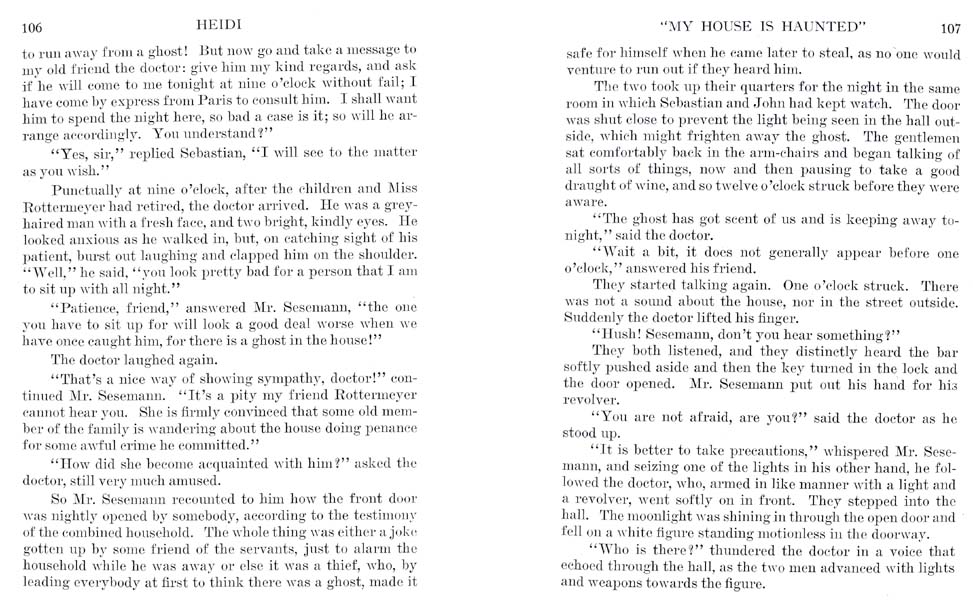 106
HEIDI
to run away from a ghost! But now go and take a message to
my old friend the doctor: give him my kind regards, and ask
if he will come to me tonight at nine o'clock without fail; I
have come by express from Paris to consult him. I shall want
him to spend the night here, so bad a case is it; so will he ar-
range accordingly. You understand?"
"Yes, sir," replied Sebastian, "I will see to the matter
as you wish."
Punctually at nine o'clock, after the children and Miss
Rottermeyer had retired, the doctor arrived. He was a grey-
haired man with a fresh face, and two bright, kindly eyes. He
looked anxious as he walked in, but, on catching sight of his
patient, burst out laughing and clapped him on the shoulder.
"Well," he said, "you look pretty bad for a person that I am
to sit up with all night."
"Patience, friend," answered Mr. Sesemann, "the one
you have to sit up for will look a good deal worse when we
have once caught him, for there is a ghost in the house!"
The doctor laughed again.
"That's a nice way of showing sympathy, doctor!" con-
tinued Mr. Sesemann. "It's a pity my friend Rottermeyer
cannot hear you. She is firmly convinced that some old mem-
ber of the family is wandering about the house doing penance
for some awful crime he committed."
"How did she become acquainted with him?" asked the
doctor, still very much amused.
So Mr. Sesemann recounted to him how the front door
was nightly opened by somebody, according to the testimony
of the combined household. The whole thing was either a joke
gotten up by some friend of the servants, just to alarm the
household while he was away or else it was a thief, who, by
leading everybody at first to think there was a ghost, made it
"MY HOUSE IS HAUNTED"
107
safe for himself when he came later to steal, as no one would
venture to run out if they heard him.
The two took up their quarters for the night in the same
room in which Sebastian and John had kept watch. The door
was shut close to prevent the light being seen in the hall out-
side, which might frighten away the ghost. The gentlemen
sat comfortably back in the arm-chairs and began talking of
all sorts of things, now and then pausing to take a good
draught of wine, and so twelve o'clock struck before they were
aware.
"The ghost has got scent of us and is keeping away to-
night," said the doctor.
"Wait a bit, it does not generally appear before one
o'clock," answered his friend.
They started talking again. One o'clock struck. There
was not a sound about the house, nor in the street outside.
Suddenly the doctor lifted his finger.
"Hush! Sesemann, don't you hear something?"
They both listened, and they distinctly heard the bar
softly pushed aside and then the key turned in the lock and
the door opened. Mr. Sesemann put out his hand for his
revolver.
"You are not afraid, are you?" said the doctor as he
stood up.
"It is better to take precautions," whispered Mr. Sese-
mann, and seizing one of the lights in his other hand, he fol-
lowed the doctor, who, armed in like manner with a light and
a revolver, went softly on in front. They stepped into the
hall. The moonlight was shining in through the open door and
fell on a white figure standing motionless in the doorway.
"Who is there?" thundered the doctor in a voice that
echoed through the hall, as the two men advanced with lights
and weapons towards the figure.